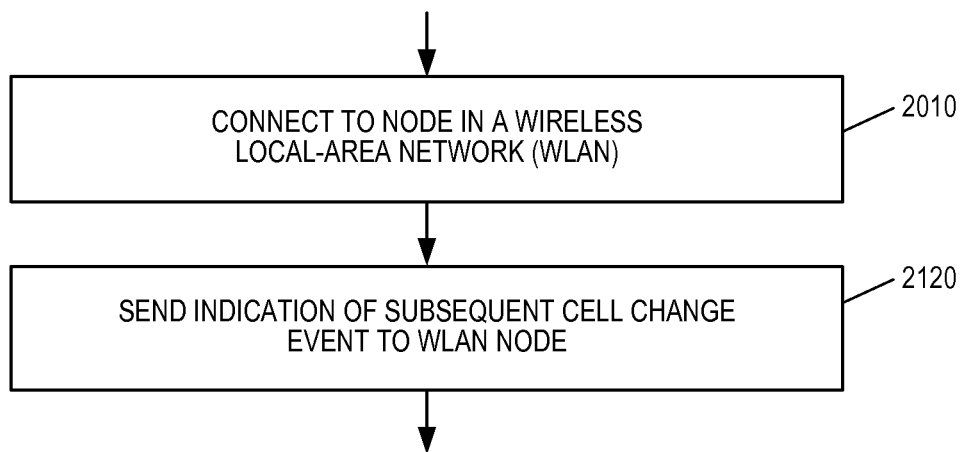 CONNECT TO NODE IN A WIRELESS
LOCAL-AREA NETWORK (WLAN)
2010
SEND INDICATION OF SUBSEQUENT CELL CHANGE
EVENT TO WLAN NODE
2120